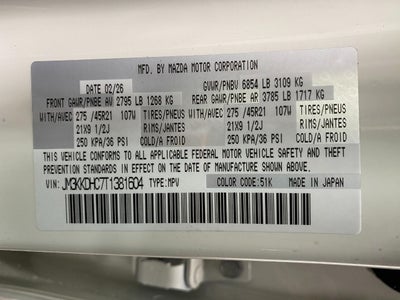 MFD. BY MAZDA MOTOR CORPORATION
DATE 02/26 GVWR/PNBV 6854 LB 3109 KG
FRONT GAWR/PNBE AV 2795 LB 1268 KG REAR GAWR/PNBE AR 3785 LB 1717 KG
WITH/AVEC 275 /45R21 107W TIRES/PNEUS WITH/AVEC 275 /45R21 107W TIRES/PNEUS
21X9 1/2J RIMS/JANTES 21X9 1/2J RIMS/JANTES
250 KPA/36 PSI COLD/A FROID 250 KPA/36 PSI COLD/A FROID
THIS VEHICLE CONFORMS TO ALL APPLICABLE FEDERAL MOTOR VEHICLE SAFETY AND THEFT
PREVENTION STANDARDS IN EFFECT ON THE DATE OF MANUFACTURE SHOWN ABOVE.
VIN: JM3KKDHC7T1381604 TYPE:MPV COLOR CODE:51K MADE IN JAPAN